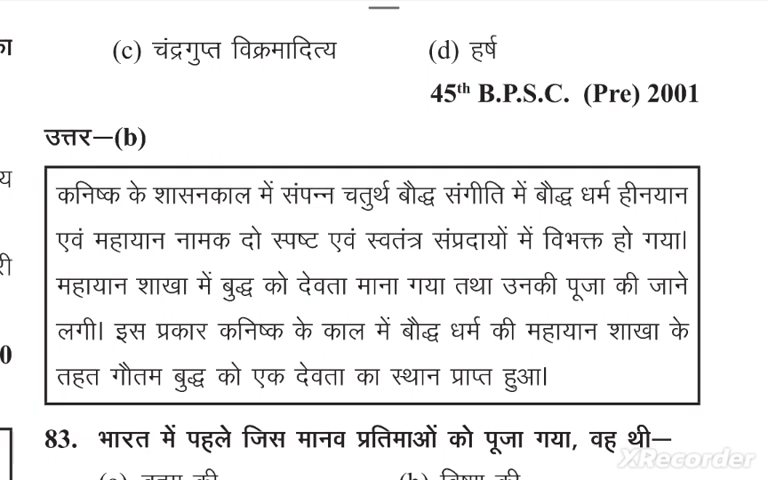 (c) चंद्रगुप्त विक्रमादित्य (d) हर्ष
45th B.P.S.C. (Pre) 2001
उत्तर–(b)
कनिष्क के शासनकाल में संपन्न चतुर्थ बौद्ध संगीति में बौद्ध धर्म हीनयान
एवं महायान नामक दो स्पष्ट एवं स्वतंत्र संप्रदायों में विभक्त हो गया।
महायान शाखा में बुद्ध को देवता माना गया तथा उनकी पूजा की जाने
लगी। इस प्रकार कनिष्क के काल में बौद्ध धर्म की महायान शाखा के
तहत गौतम बुद्ध को एक देवता का स्थान प्राप्त हुआ।
83. भारत में पहले जिस मानव प्रतिमाओं को पूजा गया, वह थी–
XRecorder